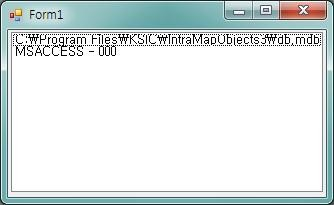 Form1
C:₩Program Files₩KSIC₩IntraMapObjects3₩db.mdb
MSACCESS - 000